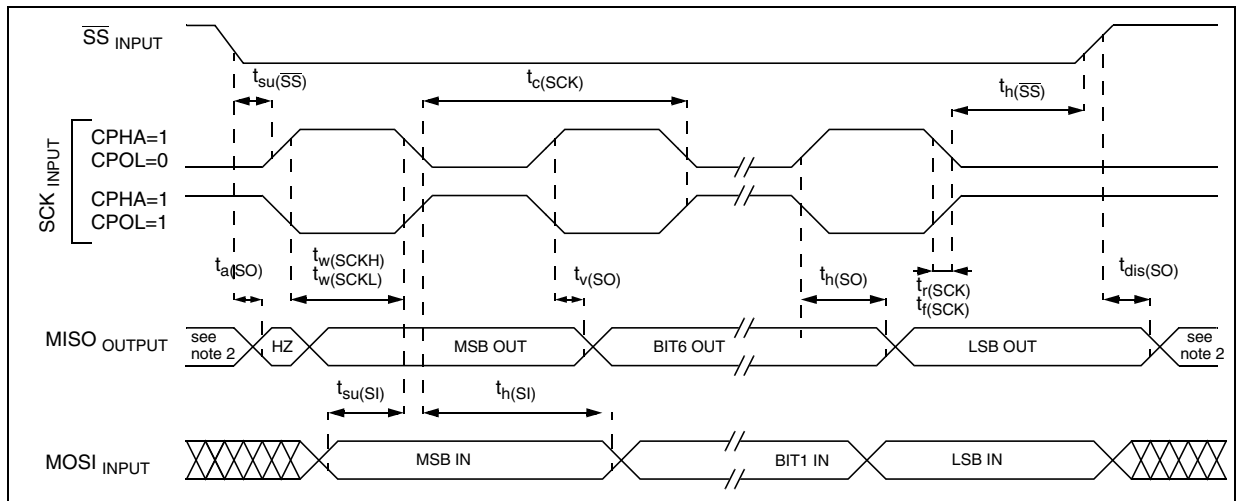 SS INPUT
tsu(SS)
tc(SCK)
th(SS)
SCK INPUT
CPHA=1
CPOL=0
CPHA=1
CPOL=1
ta(SO)
tw(SCKH)
tw(SCKL)
tv(SO)
th(SO)
tr(SCK)
tf(SCK)
tdis(SO)
MISO OUTPUT
see note 2
HZ
MSB OUT
BIT6 OUT
LSB OUT
see note 2
tsu(SI)
th(SI)
MOSI INPUT
MSB IN
BIT1 IN
LSB IN